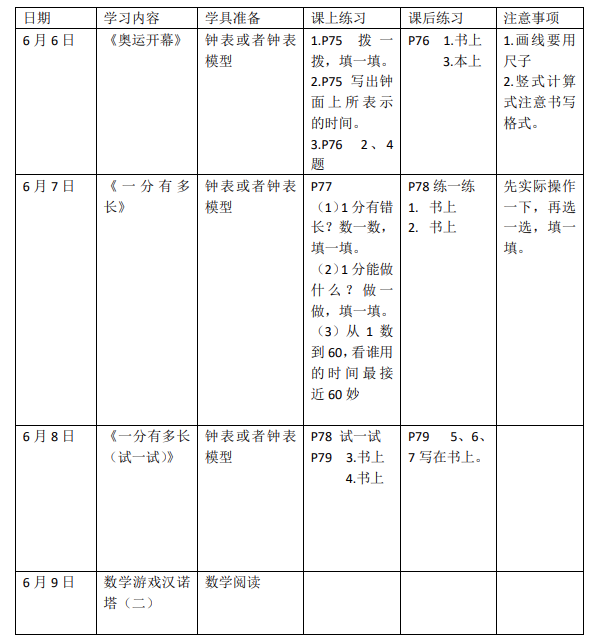 日期
学习内容
学具准备
课上练习
课后练习
注意事项
6月6日
《奥运开幕》
钟表或者钟表
模型
1.P75 拨一
拨，填一填。
2.P75 写出钟
面上所表示
的时间。
3.P76 2、4
题
P76 1.书上
3.本上
1.画线要用
尺子
2.竖式计算
式注意书写
格式。
6月7日
《一分有多
长》
钟表或者钟表
模型
P77
（1）1分有错
长？数一数，
填一填。
（2）1分能做
什么？做一
做，填一填。
（3）从1数
到60，看谁用
的时间最接
近60妙
P78练一练
1. 书上
2. 书上
先实际操作
一下，再选
一选，填一
填。
6月8日
《一分有多长
（试一试）》
钟表或者钟表
模型
P78 试一试
P79 3.书上
4.书上
P79 5、6、
7写在书上。
6月9日
数学游戏汉诺
塔（二）
数学阅读